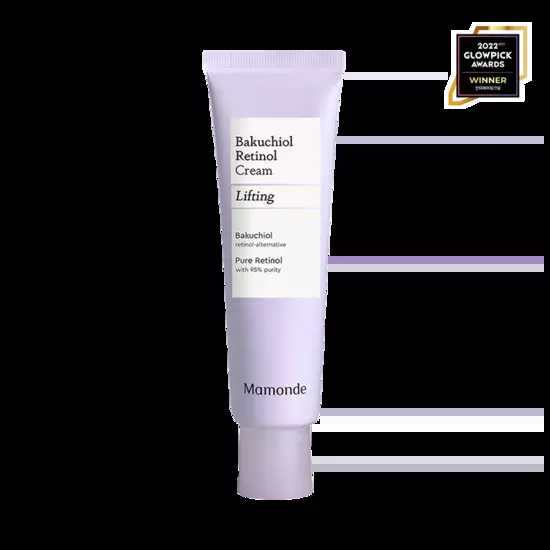 2022
GLOWPICK
AWARDS
WINNER
Bakuchiol
Retinol
Cream
Lifting
Bakuchiol
retinol-alternative
Pure Retinol
with 95% purity
Mamonde